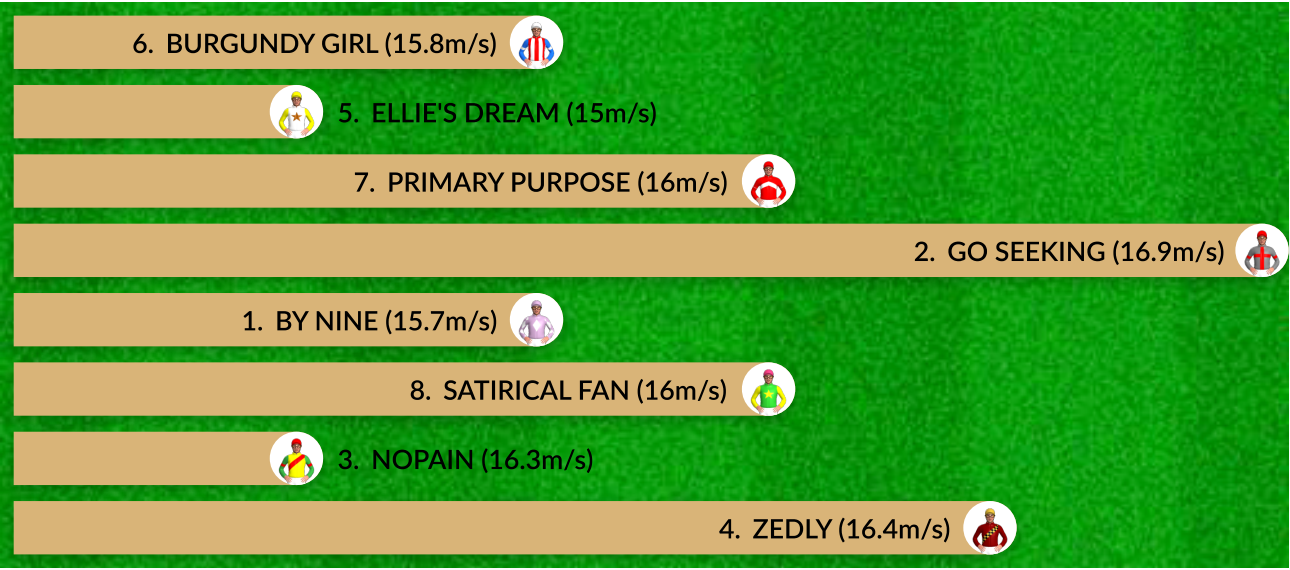 6. BURGUNDY GIRL (15.8m/s)
5. ELLIE'S DREAM (15m/s)
7. PRIMARY PURPOSE (16m/s)
2. GO SEEKING (16.9m/s)
1. BY NINE (15.7m/s)
8. SATIRICAL FAN (16m/s)
3. NOPAIN (16.3m/s)
4. ZEDLY (16.4m/s)